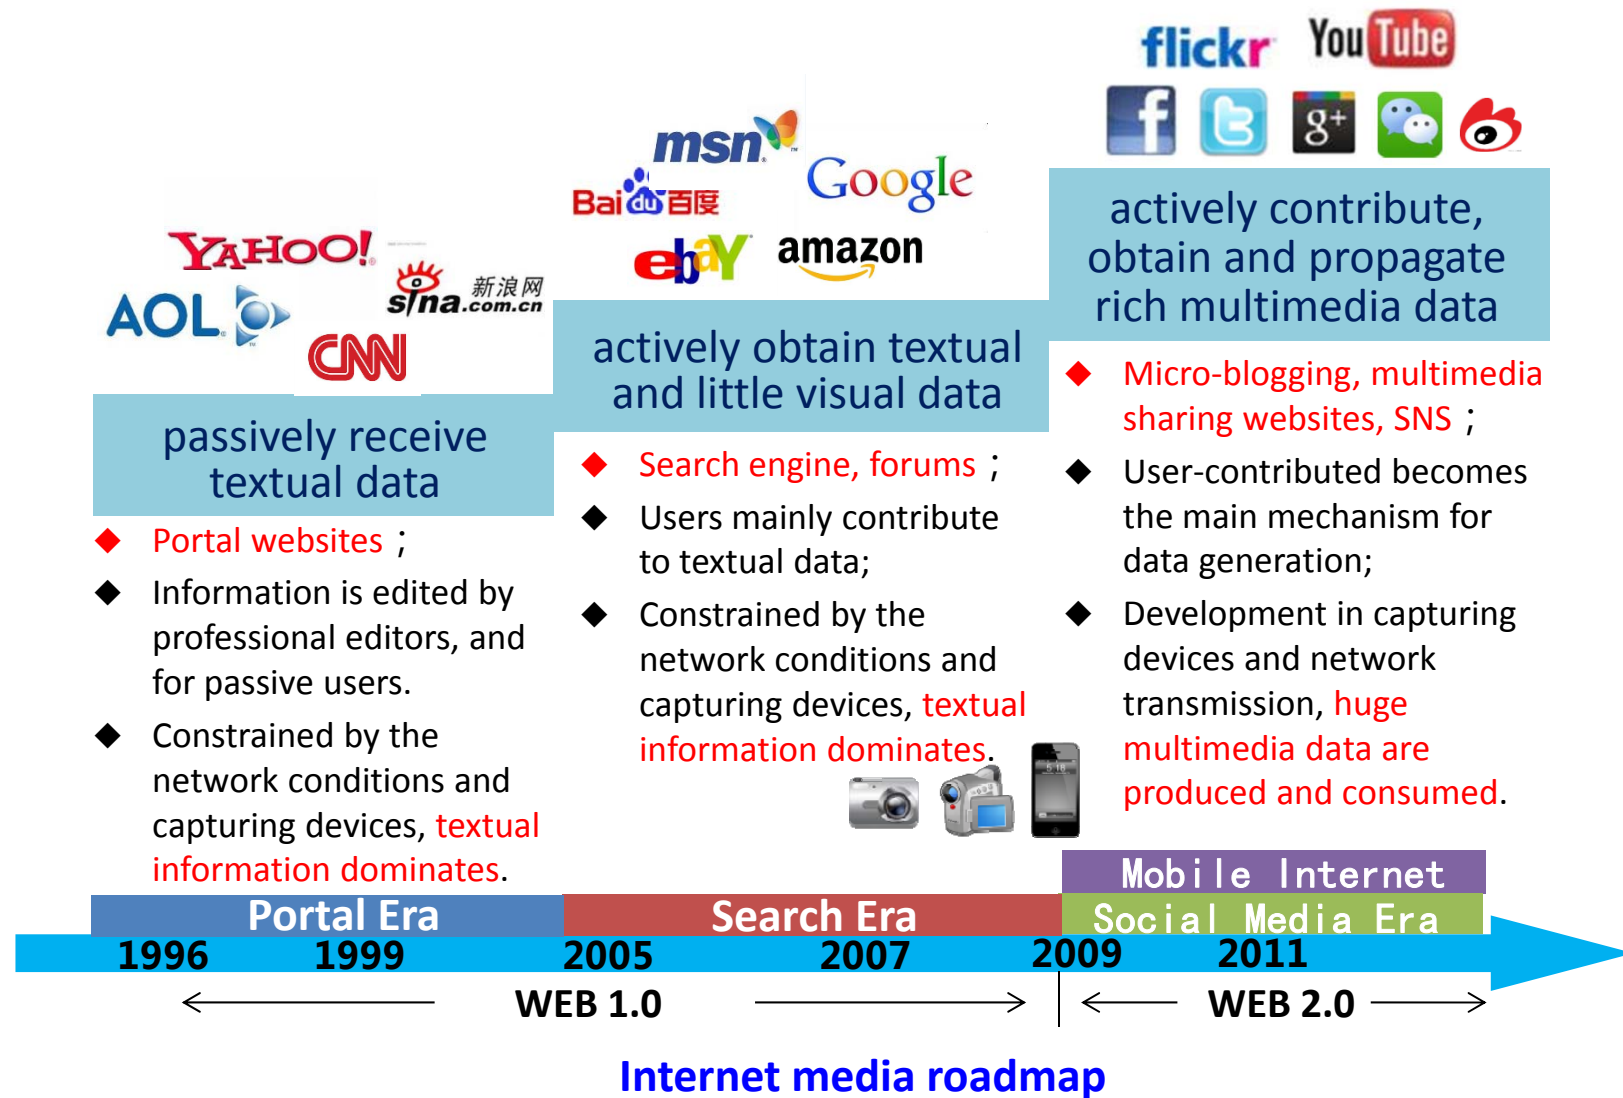 YAHOO!
AOL
sina 新浪网
.com.cn
CNN
passively receive
textual data
Portal websites；
Information is edited by
professional editors, and
for passive users.
Constrained by the
network conditions and
capturing devices, textual
information dominates.
msn
Bai du 百度
Google
ebay
amazon
actively obtain textual
and little visual data
Search engine, forums；
Users mainly contribute
to textual data;
Constrained by the
network conditions and
capturing devices, textual
information dominates.
flickr
YouTube
f
g+
actively contribute,
obtain and propagate
rich multimedia data
Micro-blogging, multimedia
sharing websites, SNS；
User-contributed becomes
the main mechanism for
data generation;
Development in capturing
devices and network
transmission, huge
multimedia data are
produced and consumed.
Mobile Internet
Portal Era
Search Era
Social Media Era
1996 1999 2005 2007 2009 2011
WEB 1.0
WEB 2.0
Internet media roadmap